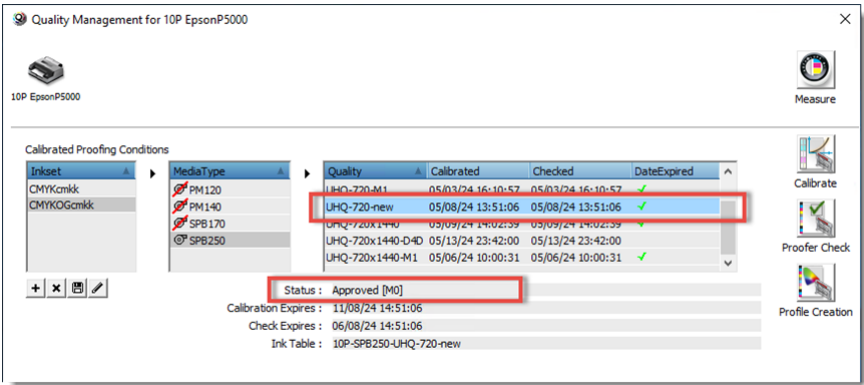 Quality Management for 10P EpsonP5000
10P EpsonP5000
Measure
Calibrated Proofing Conditions
Inkset MediaType Quality Calibrated Checked DateExpired
CMYKcmkk PM120 UHQ-720-M1 05/03/24 16:10:57 05/03/24 16:10:57
CMYKOGcmkk PM140 UHQ-720-new 05/08/24 13:51:06 05/08/24 13:51:06
SPB170 UHQ-720x1440 05/09/24 14:02:39 05/09/24 14:02:39
SPB250 UHQ-720x1440-D4D 05/13/24 23:42:00 05/13/24 23:42:00
UHQ-720x1440-M1 05/06/24 10:00:31 05/06/24 10:00:31
Calibrate
Proofer Check
Profile Creation
Status : Approved [M0]
Calibration Expires : 11/08/24 14:51:06
Check Expires : 06/08/24 14:51:06
Ink Table : 10P-SPB250-UHQ-720-new